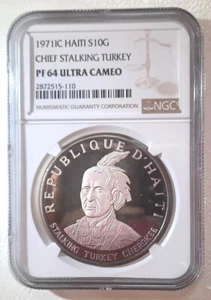 1971IC HAITI S10G
CHIEF STALKING TURKEY
PF 64 ULTRA CAMEO
2872515-110
NUMISMATIC GUARANTY CORPORATION
NGC
REPUBLIQUE D'HAITI
STALKING TURKEY CHEROKEE